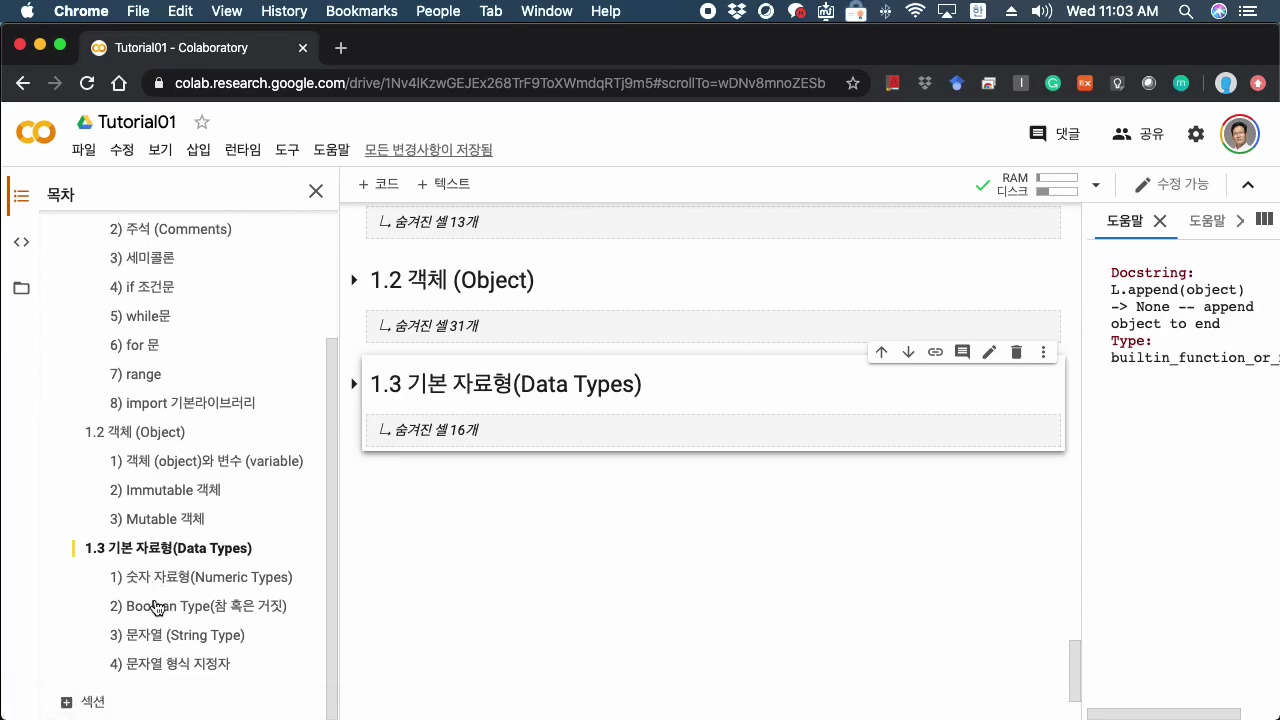 Chrome File Edit View History Bookmarks People Tab Window Help 한 Wed 11:03 AM
Tutorial01 - Colaboratory
colab.research.google.com/drive/1Nv4lKzwGEJEx268TrF9ToXWmdqRTj9m5#scrollTo=wDNv8mnoZESb
Tutorial01
파일 수정 보기 삽입 런타임 도구 도움말 모든 변경사항이 저장됨
댓글 공유
목차
+ 코드 + 텍스트
RAM
디스크
수정 가능
2) 주석 (Comments)
3) 세미콜론
4) if 조건문
5) while문
6) for 문
7) range
8) import 기본라이브러리
1.2 객체 (Object)
1) 객체 (object)와 변수 (variable)
2) Immutable 객체
3) Mutable 객체
1.3 기본 자료형(Data Types)
1) 숫자 자료형(Numeric Types)
2) Boolean Type(참 혹은 거짓)
3) 문자열 (String Type)
4) 문자열 형식 지정자
섹션
숨겨진 셀 13개
1.2 객체 (Object)
숨겨진 셀 31개
1.3 기본 자료형(Data Types)
숨겨진 셀 16개
도움말 도움말
Docstring:
L.append(object)
-> None -- append
object to end
Type:
builtin_function_or_